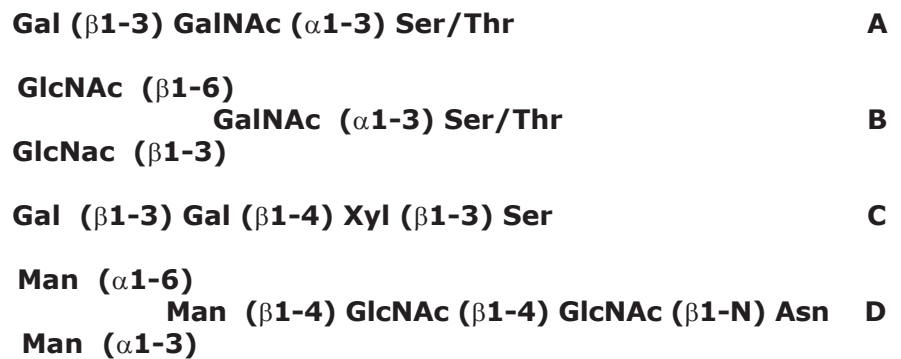 Gal (β1-3) GalNAc (α1-3) Ser/Thr A
GlcNAc (β1-6)
GalNAc (α1-3) Ser/Thr B
GlcNac (β1-3)
Gal (β1-3) Gal (β1-4) Xyl (β1-3) Ser C
Man (α1-6)
Man (β1-4) GlcNAc (β1-4) GlcNAc (β1-N) Asn D
Man (α1-3)